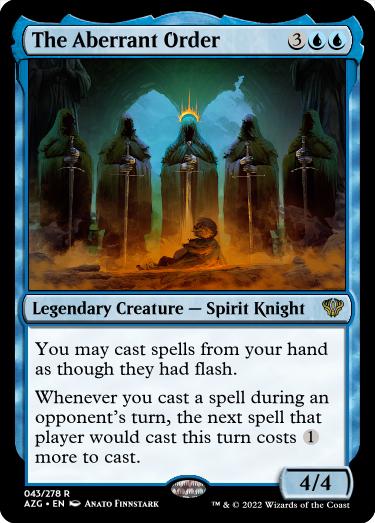 The Aberrant Order 3
Legendary Creature — Spirit Knight
You may cast spells from your hand
as though they had flash.
Whenever you cast a spell during an
opponent's turn, the next spell that
player would cast this turn costs 1
more to cast.
4/4
043/278 R
AZG • EN Anato Finnstark
™ & © 2022 Wizards of the Coast